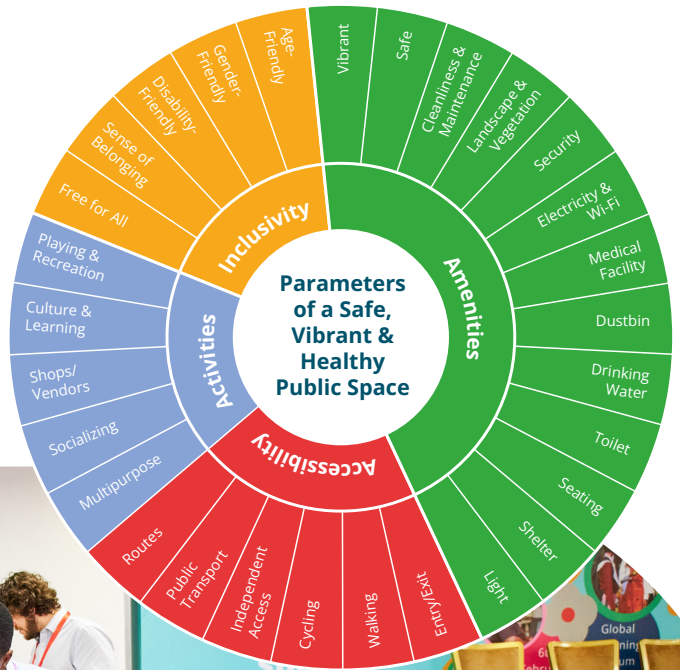 Parameters
of a Safe,
Vibrant &
Healthy
Public Space
Amenities
Vibrant
Safe
Cleanliness &
Maintenance
Landscape &
Vegetation
Security
Electricity &
Wi-Fi
Medical
Facility
Dustbin
Drinking
Water
Toilet
Seating
Shelter
Light
Accessibility
Entry/Exit
Walking
Cycling
Independent
Access
Public
Transport
Routes
Activities
Multipurpose
Socializing
Shops/
Vendors
Culture &
Learning
Playing &
Recreation
Inclusivity
Free for All
Sense of
Belonging
Disability-
Friendly
Gender-
Friendly
Age-
Friendly
Global